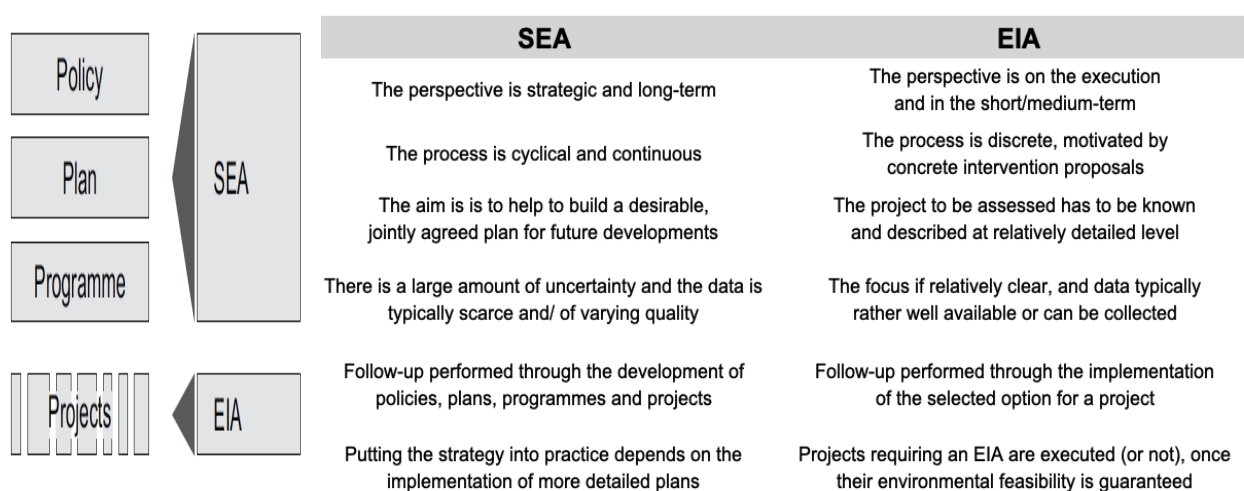 Policy
Plan
Programme
SEA
Projects
EIA
SEA
EIA
The perspective is strategic and long-term
The perspective is on the execution
and in the short/medium-term
The process is cyclical and continuous
The process is discrete, motivated by
concrete intervention proposals
The aim is is to help to build a desirable,
jointly agreed plan for future developments
The project to be assessed has to be known
and described at relatively detailed level
There is a large amount of uncertainty and the data is
typically scarce and/ of varying quality
The focus if relatively clear, and data typically
rather well available or can be collected
Follow-up performed through the development of
policies, plans, programmes and projects
Follow-up performed through the implementation
of the selected option for a project
Putting the strategy into practice depends on the
implementation of more detailed plans
Projects requiring an EIA are executed (or not), once
their environmental feasibility is guaranteed